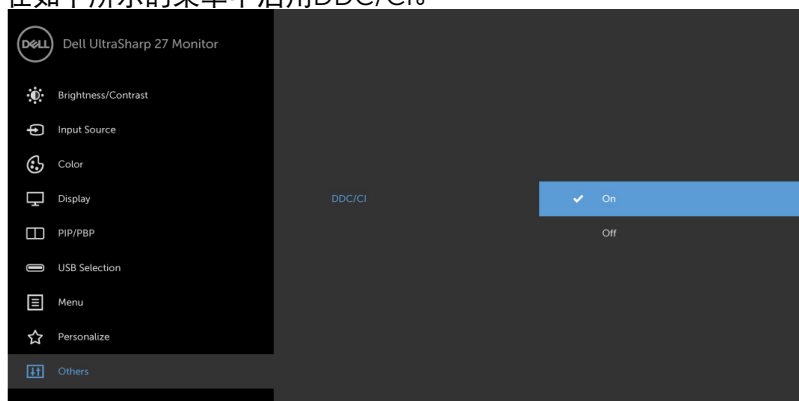 在如下所示的菜单中启用DDC/CI。
DELL
Dell UltraSharp 27 Monitor
Brightness/Contrast
Input Source
Color
Display
DDC/CI
On
PIP/PBP
Off
USB Selection
Menu
Personalize
Others